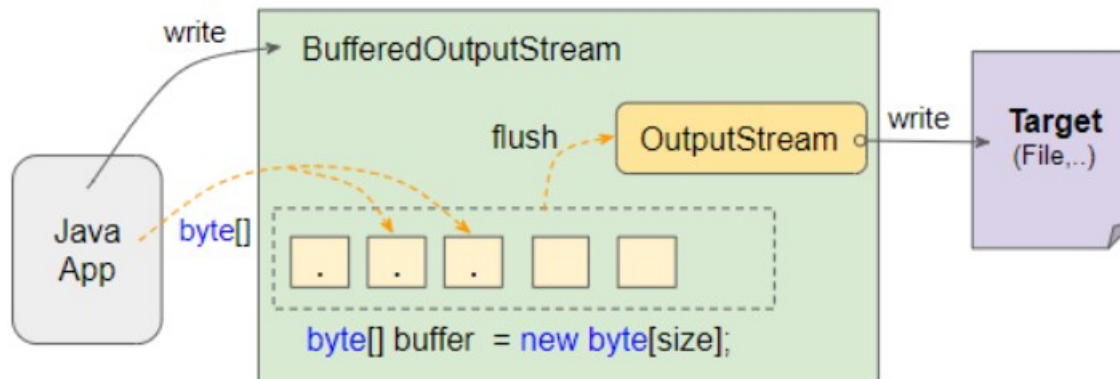 write
BufferedOutputStream
flush
OutputStream
write
Target
(File,..)
Java
App
byte[]
. . .
byte[] buffer = new byte[size];